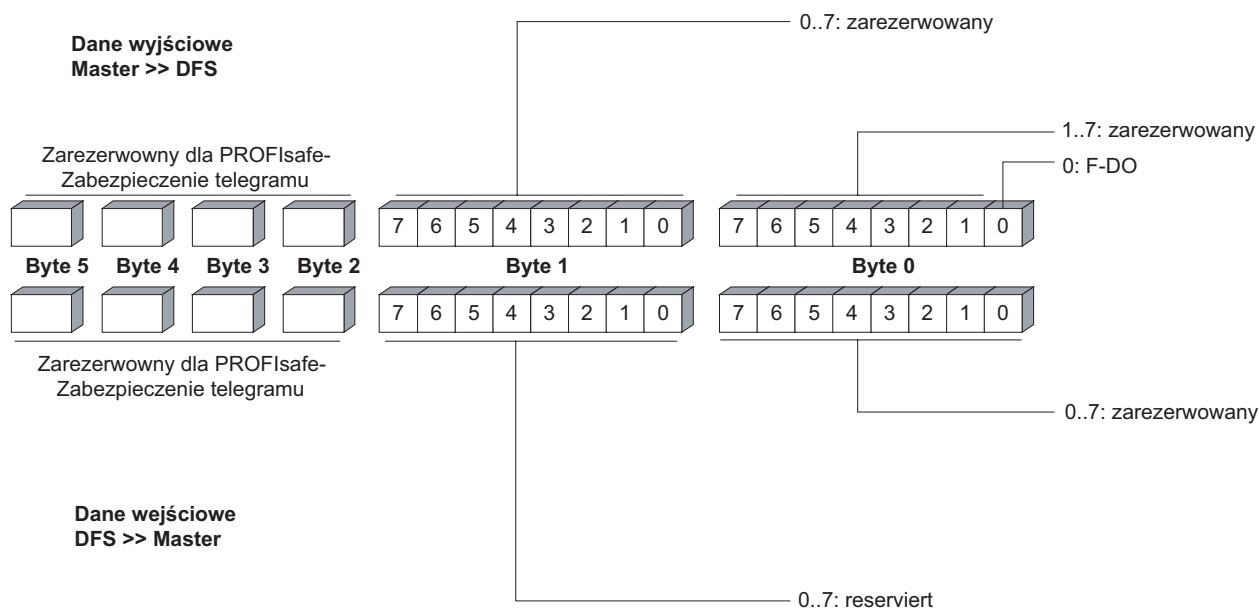 0..7: zarezerwowany
Dane wyjściowe
Master >> DFS
1..7: zarezerwowany
Zarezerwowny dla PROFIsafe-
Zabezpieczenie telegramu
0: F-DO
7 6 5 4 3 2 1 0 7 6 5 4 3 2 1 0
Byte 5 Byte 4 Byte 3 Byte 2 Byte 1 Byte 0
7 6 5 4 3 2 1 0 7 6 5 4 3 2 1 0
Zarezerwowny dla PROFIsafe-
Zabezpieczenie telegramu
0..7: zarezerwowany
Dane wejściowe
DFS >> Master
0..7: reserviert